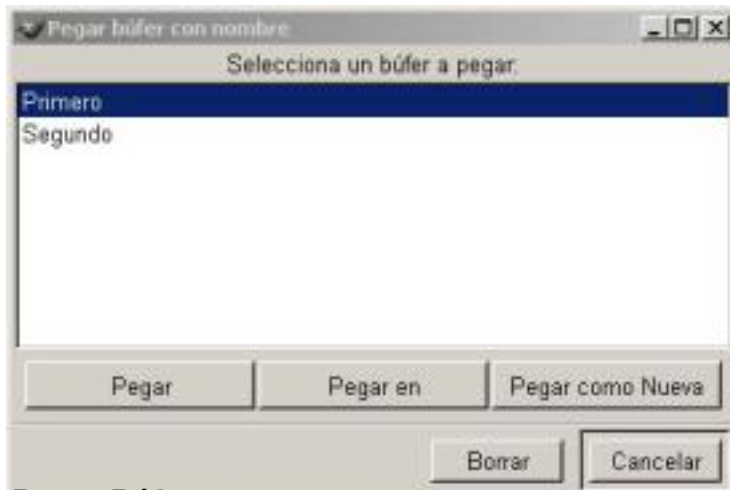 Pegar búfer con nombre
Selecciona un búfer a pegar:
Primero
Segundo
Pegar Pegar en Pegar como Nueva
Borrar Cancelar